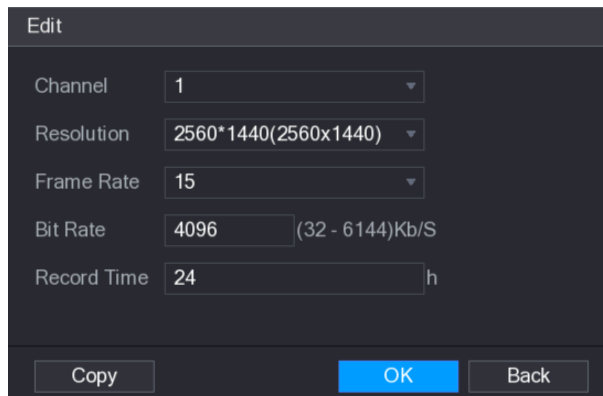 Edit
Channel 1
Resolution 2560*1440(2560x1440)
Frame Rate 15
Bit Rate 4096 (32 - 6144)Kb/S
Record Time 24 h
Copy OK Back